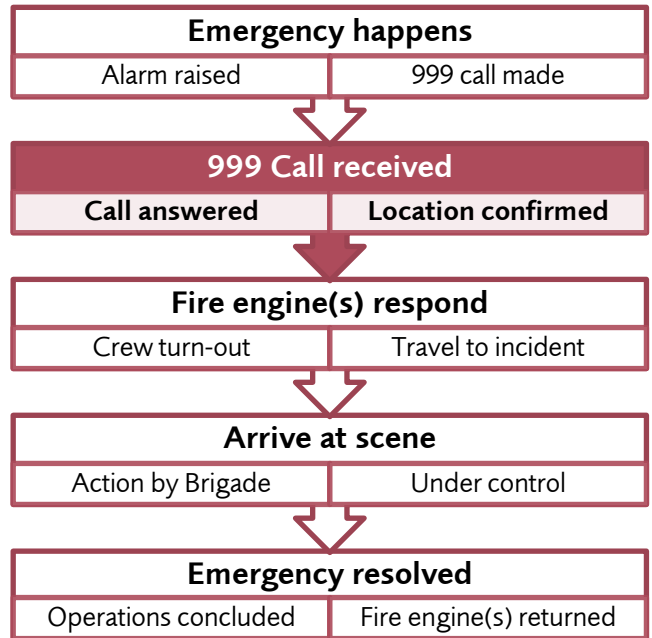 Emergency happens
Alarm raised 999 call made
999 Call received
Call answered Location confirmed
Fire engine(s) respond
Crew turn-out Travel to incident
Arrive at scene
Action by Brigade Under control
Emergency resolved
Operations concluded Fire engine(s) returned